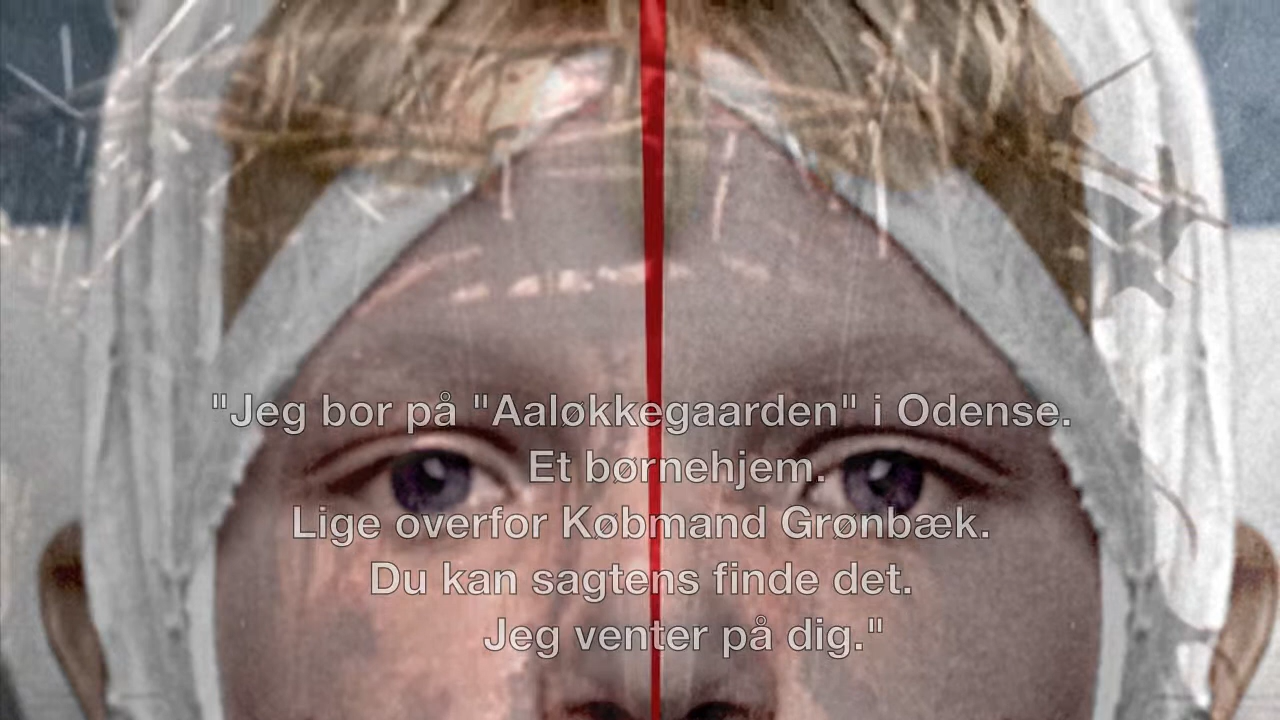 "Jeg bor på "Aaløkkegaarden" i Odense.
Et børnehjem.
Lige overfor Købmand Grønbæk.
Du kan sagtens finde det.
Jeg venter på dig."